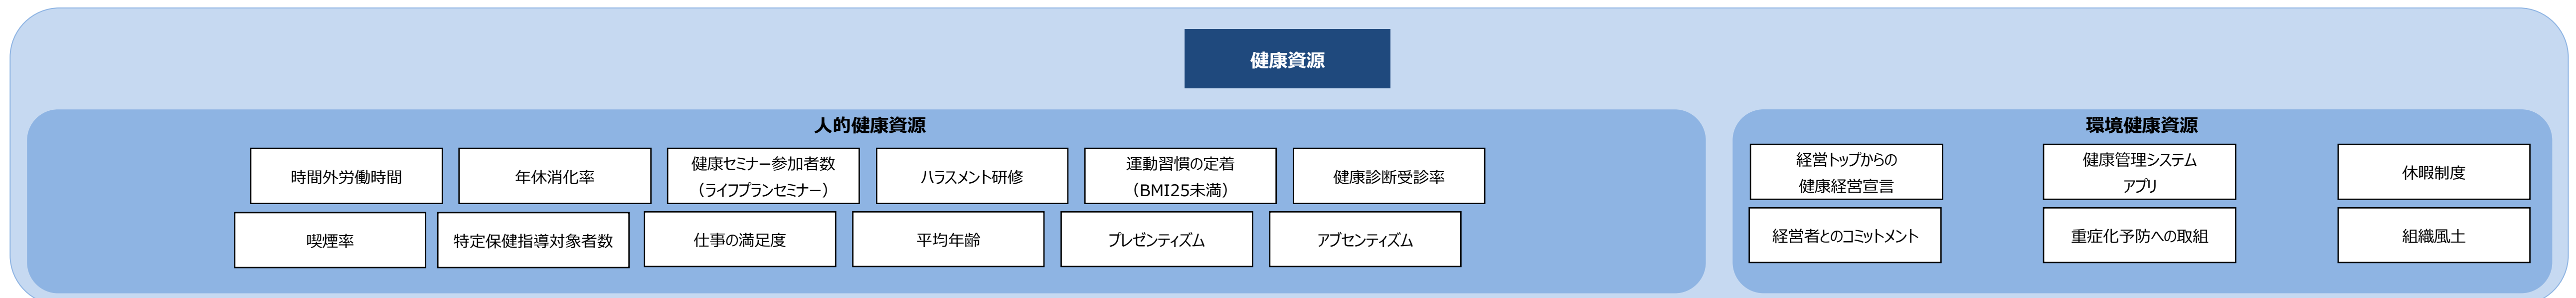 健康資源
人的健康資源
時間外労働時間
年休消化率
健康セミナー参加者数
（ライフプランセミナー）
ハラスメント研修
運動習慣の定着
（BMI25未満）
健康診断受診率
喫煙率
特定保健指導対象者数
仕事の満足度
平均年齢
プレゼンティズム
アブセンティズム
環境健康資源
経営トップからの
健康経営宣言
健康管理システム
アプリ
休暇制度
経営者とのコミットメント
重症化予防への取組
組織風土